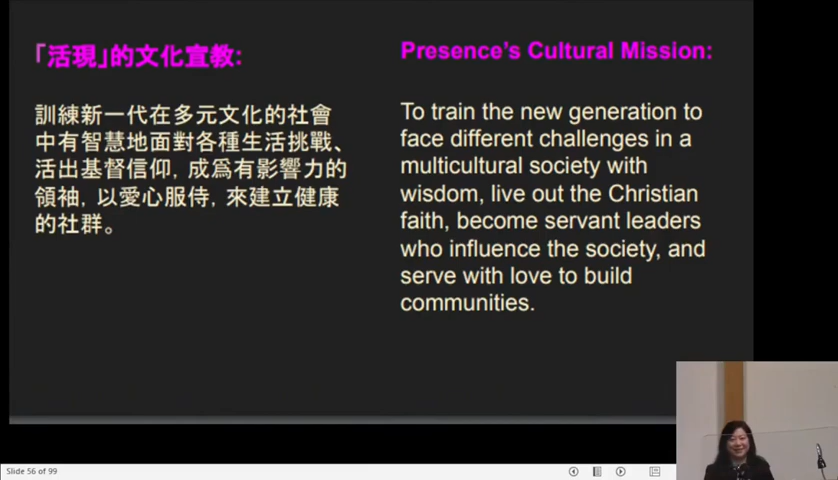 「活現」的文化宣教:
訓練新一代在多元文化的社會
中有智慧地面對各種生活挑戰、
活出基督信仰, 成爲有影響力的
領袖, 以愛心服侍, 來建立健康
的社群。
Presence's Cultural Mission:
To train the new generation to
face different challenges in a
multicultural society with
wisdom, live out the Christian
faith, become servant leaders
who influence the society, and
serve with love to build
communities.
Slide 56 of 99